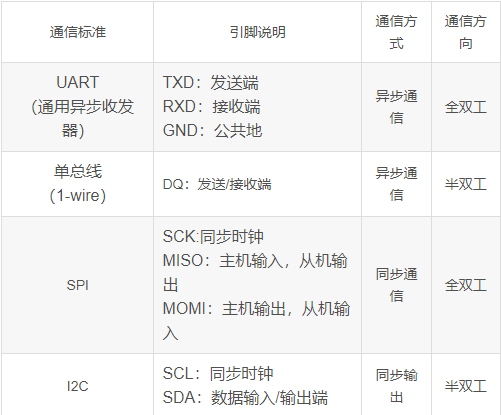 通信标准 引脚说明 通信方 通信方
式 向
UART TXD：发送端 异步通 全双工
（通用异步收发 RXD：接收端 信
器） GND：公共地
单总线 DQ：发送/接收端 异步通 半双工
（1-wire） 信
SCK:同步时钟
MISO：主机输入，从机输
SPI 出 同步通 全双工
MOMI：主机输出，从机输 信
入
I2C SCL：同步时钟 同步输 半双工
SDA：数据输入/输出端 出